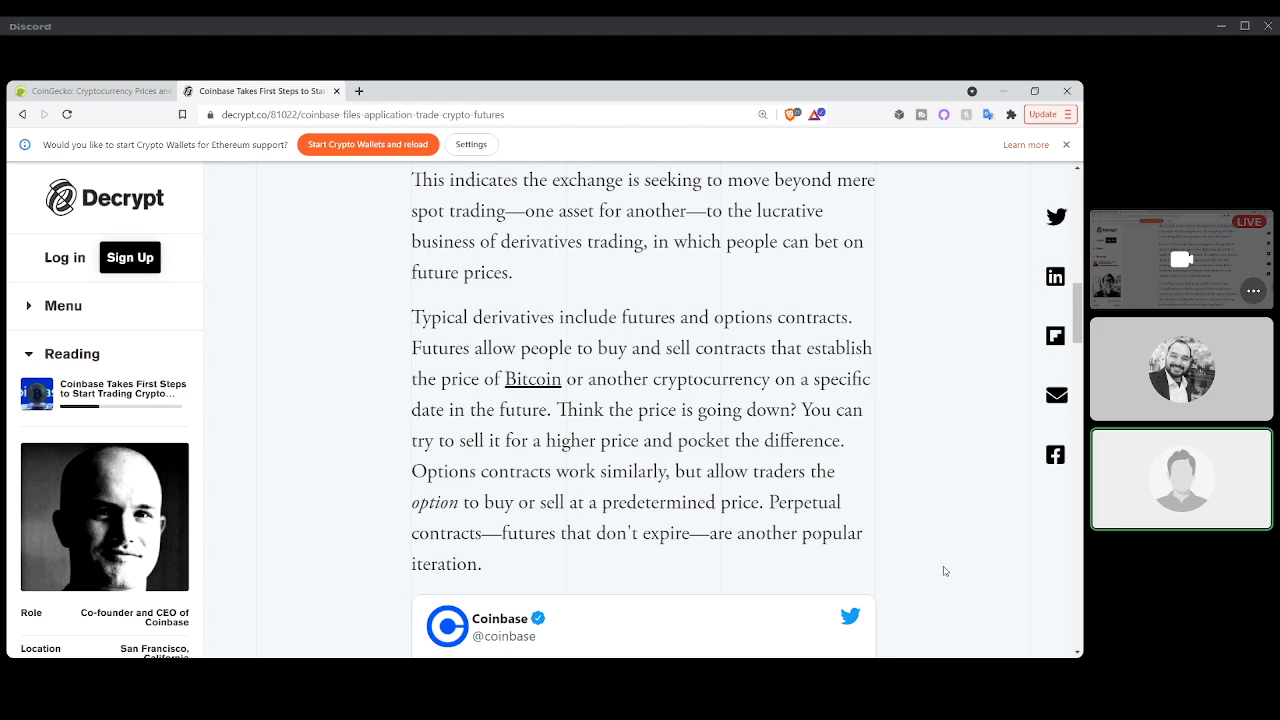 Discord
CoinGecko: Cryptocurrency Prices and
Coinbase Takes First Steps to Star
decrypt.co/81022/coinbase-files-application-trade-crypto-futures
Update
Would you like to start Crypto Wallets for Ethereum support?
Start Crypto Wallets and reload
Settings
Learn more
Decrypt
Log in
Sign Up
Menu
Reading
Coinbase Takes First Steps
to Start Trading Crypto...
Role
Co-founder and CEO of
Coinbase
Location
San Francisco,
California
This indicates the exchange is seeking to move beyond mere
spot trading—one asset for another—to the lucrative
business of derivatives trading, in which people can bet on
future prices.
Typical derivatives include futures and options contracts.
Futures allow people to buy and sell contracts that establish
the price of Bitcoin or another cryptocurrency on a specific
date in the future. Think the price is going down? You can
try to sell it for a higher price and pocket the difference.
Options contracts work similarly, but allow traders the
option to buy or sell at a predetermined price. Perpetual
contracts—futures that don't expire—are another popular
iteration.
Coinbase
@coinbase
LIVE